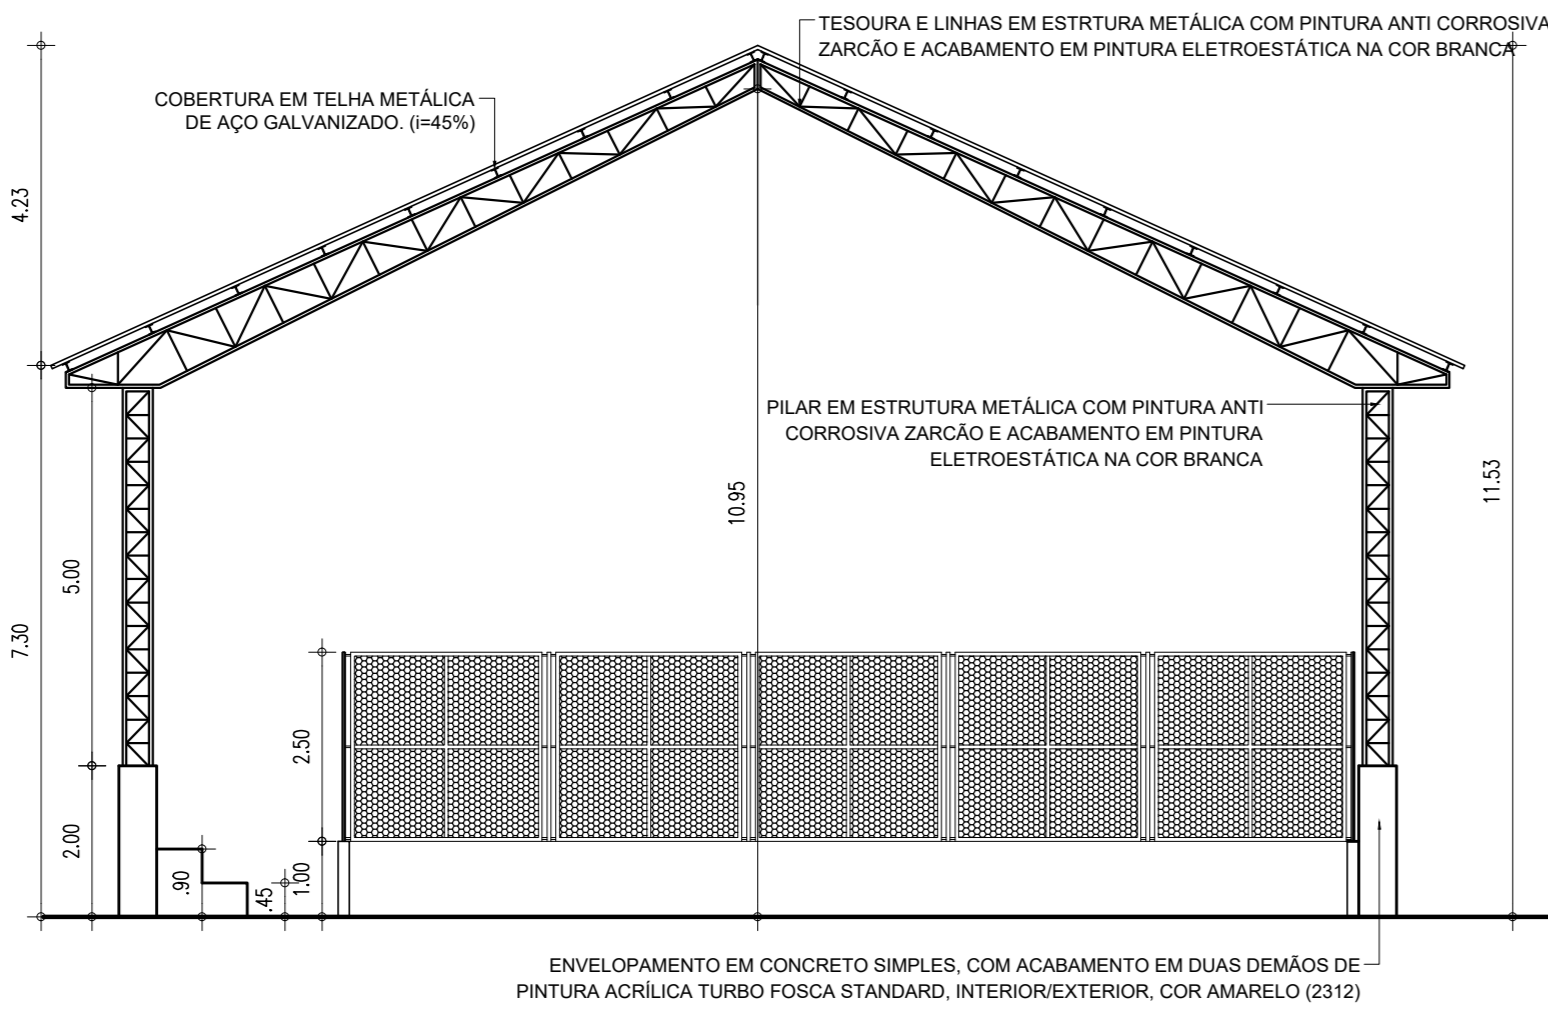 TESOURA E LINHAS EM ESTRTURA METÁLICA COM PINTURA ANTI CORROSIVA
ZARCÃO E ACABAMENTO EM PINTURA ELETROESTÁTICA NA COR BRANCA
COBERTURA EM TELHA METÁLICA
DE AÇO GALVANIZADO. (i=45%)
4.23
PILAR EM ESTRUTURA METÁLICA COM PINTURA ANTI
CORROSIVA ZARCÃO E ACABAMENTO EM PINTURA
ELETROESTÁTICA NA COR BRANCA
11.53
10.95
5.00
7.30
2.50
2.00
.90
.45
1.00
ENVELOPAMENTO EM CONCRETO SIMPLES, COM ACABAMENTO EM DUAS DEMÃOS DE
PINTURA ACRÍLICA TURBO FOSCA STANDARD, INTERIOR/EXTERIOR, COR AMARELO (2312)